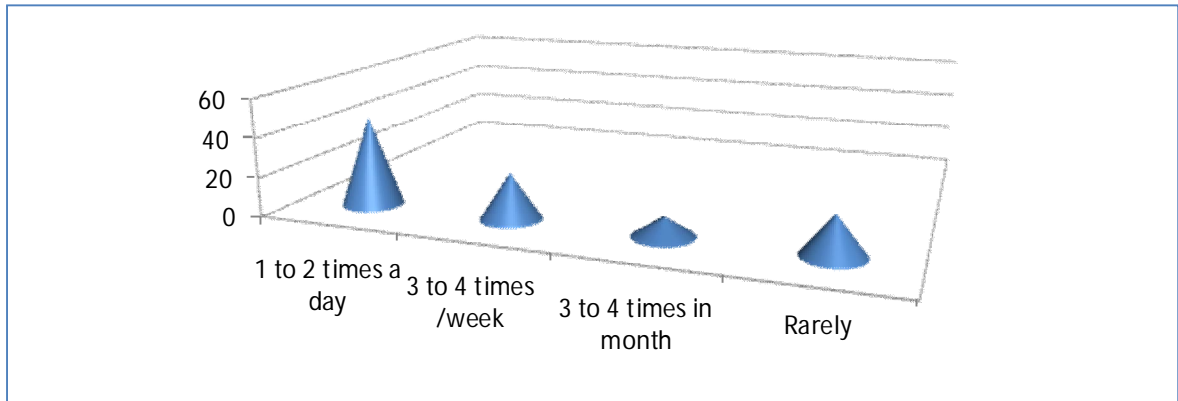 60
40
20
0
1 to 2 times a
day
3 to 4 times
/week
3 to 4 times in
month
Rarely